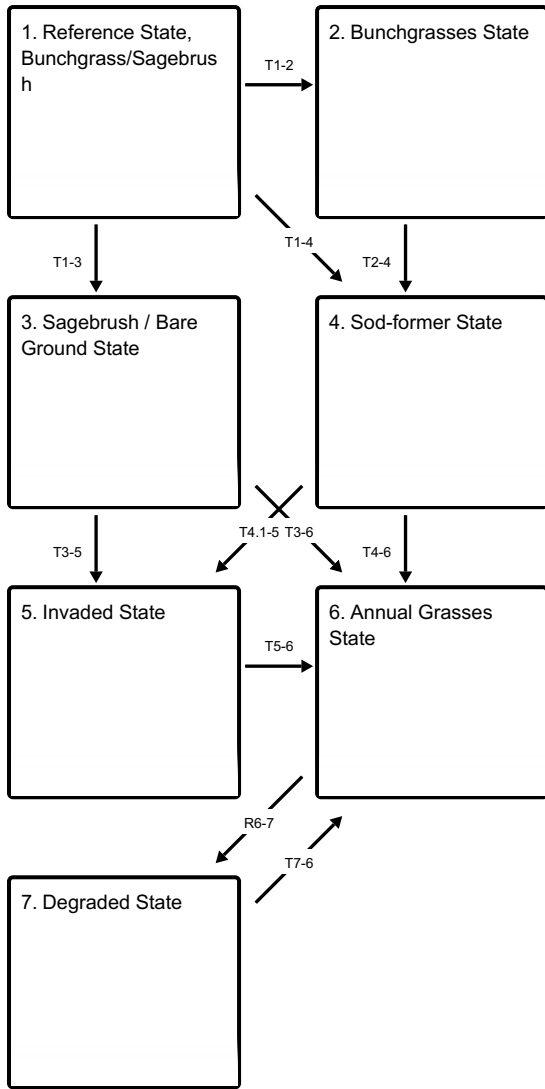 1. Reference State,
Bunchgrass/Sagebrus
h
T1-2
2. Bunchgrasses State
T1-3
T1-4
T2-4
3. Sagebrush / Bare
Ground State
4. Sod-former State
T3-5
T4.1-5
T3-6
T4-6
5. Invaded State
T5-6
6. Annual Grasses
State
R6-7
T7-6
7. Degraded State